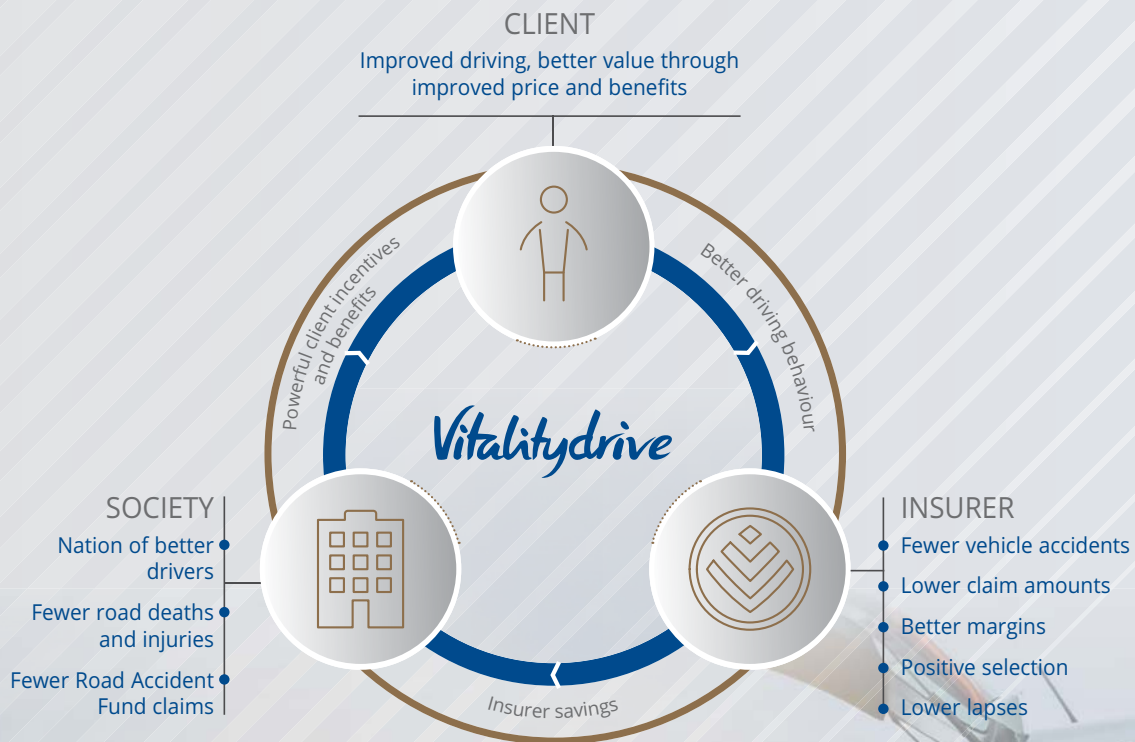 CLIENT
Improved driving, better value through
improved price and benefits
Powerful client incentives
and benefits
Better driving behaviour
Vitalitydrive
SOCIETY
Nation of better
drivers
Fewer road deaths
and injuries
Fewer Road Accident
Fund claims
INSURER
Fewer vehicle accidents
Lower claim amounts
Better margins
Positive selection
Lower lapses
Insurer savings